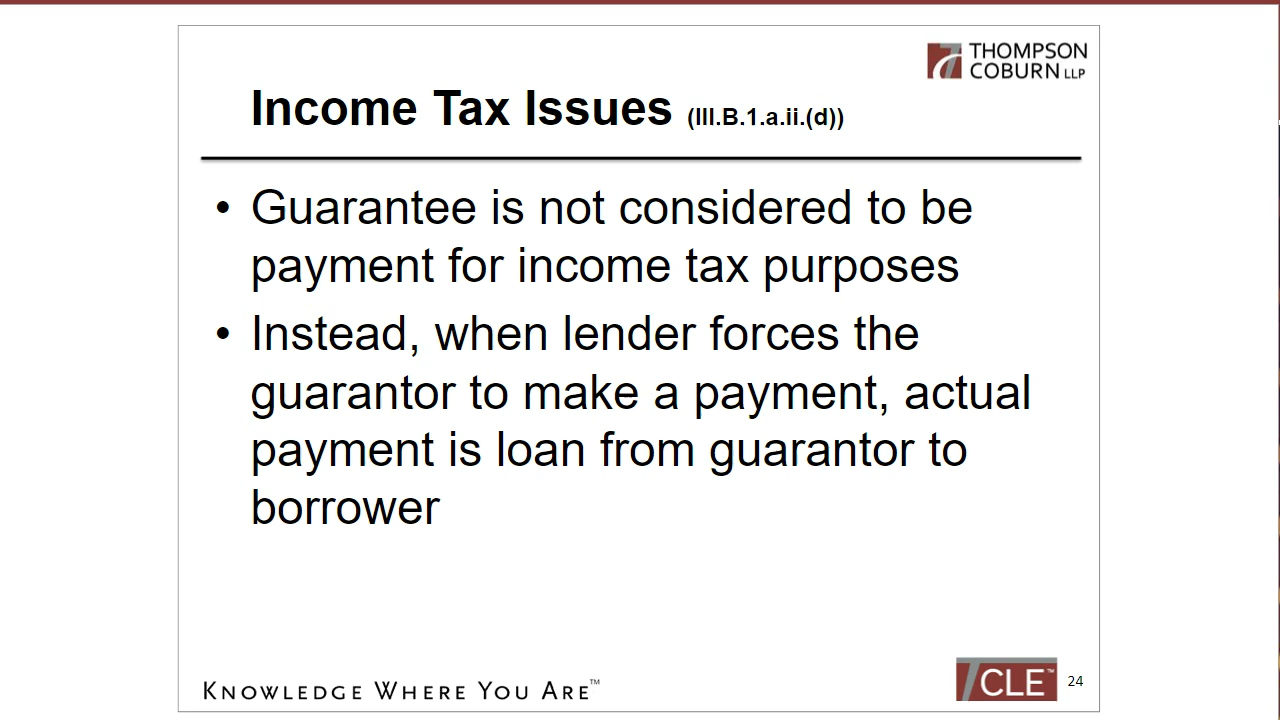 THOMPSON
COBURN LLP
Income Tax Issues (III.B.1.a.ii.(d))
• Guarantee is not considered to be
payment for income tax purposes
• Instead, when lender forces the
guarantor to make a payment, actual
payment is loan from guarantor to
borrower
KNOWLEDGE WHERE YOU ARE™
TCLE™ 24